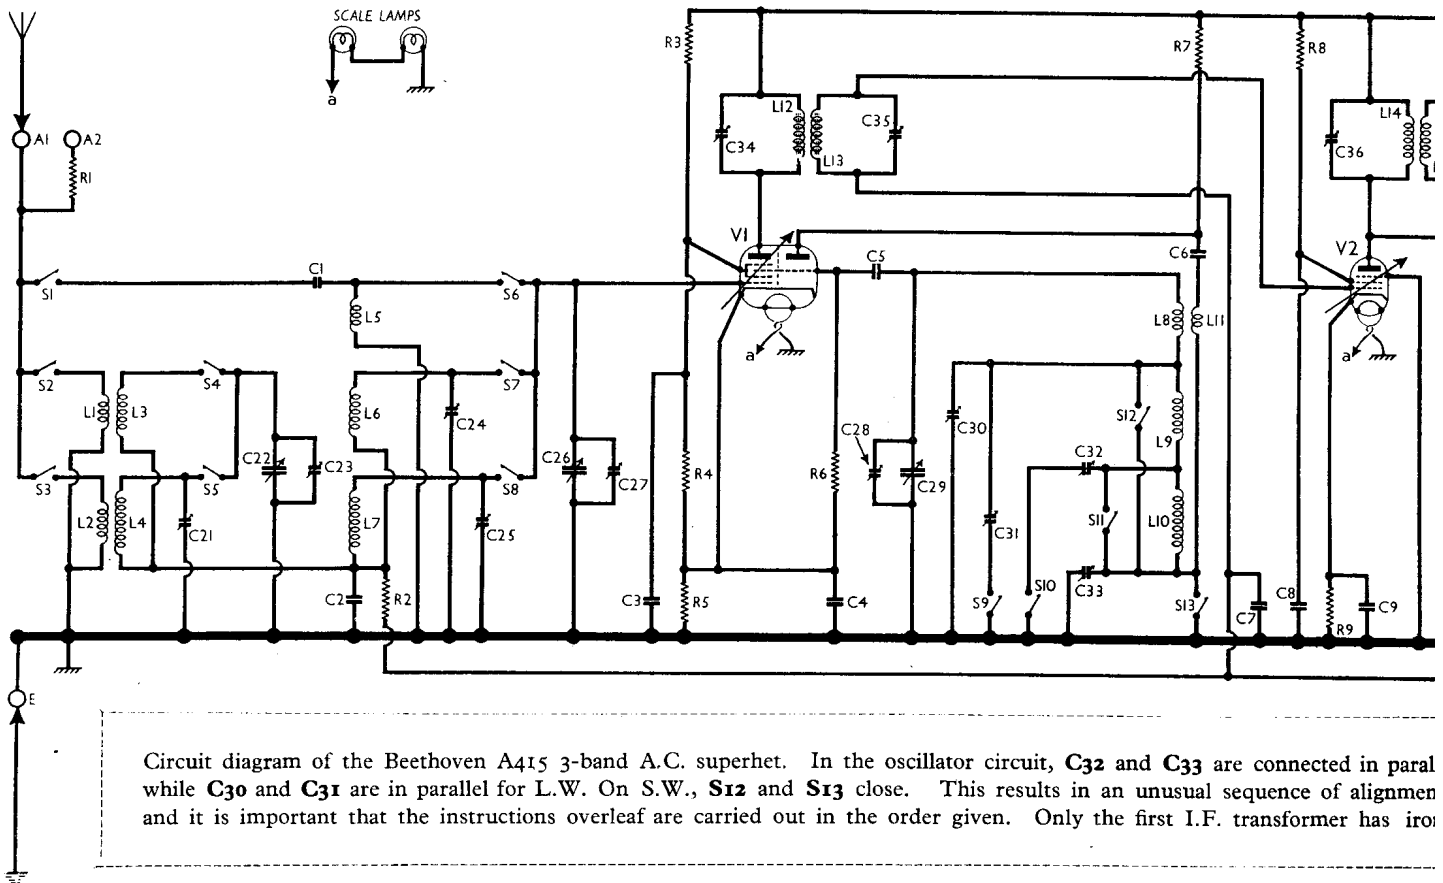 SCALE LAMPS
a
A1 A2
R1
R3
R7
R8
L12
C34
C35
L13
L14
C36
V1
V2
C6
C5
C1
S1
S6
L5
L8
L11
a
a
S2
S4
S7
L1
L3
L6
C24
C30
S12
L9
C28
C22
C23
C26
C27
R4
R6
C29
C32
S3
S5
S8
L2
L4
C21
L7
C25
C31
S11
L10
C2
R2
C3
R5
C4
S9
S10
C33
S13
C7
C8
R9
C9
E
Circuit diagram of the Beethoven A415 3-band A.C. superhet. In the oscillator circuit, C32 and C33 are connected in paral
while C30 and C31 are in parallel for L.W. On S.W., S12 and S13 close. This results in an unusual sequence of alignmen
and it is important that the instructions overleaf are carried out in the order given. Only the first I.F. transformer has iron